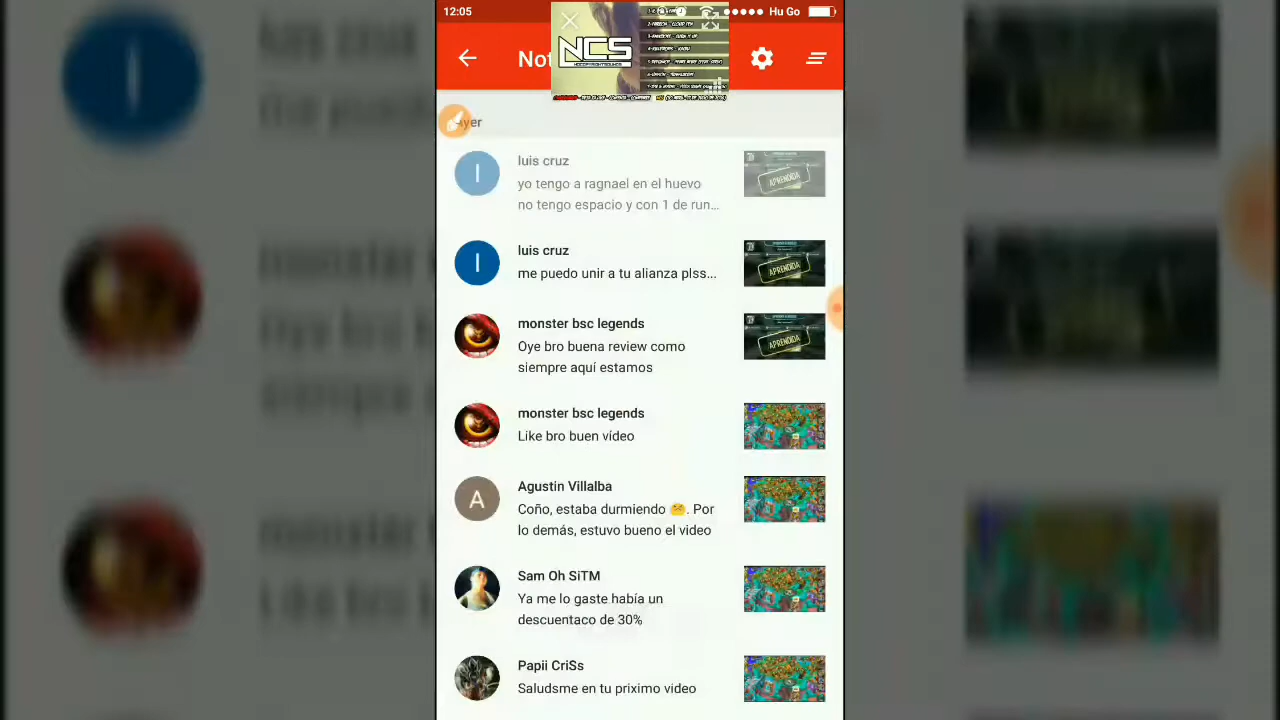 12:05
Hu Go
NCS
Not
Ayer
luis cruz
yo tengo a ragnael en el huevo
no tengo espacio y con 1 de run…
APRENDIDA
luis cruz
me puedo unir a tu alianza plss...
APRENDIDA
monster bsc legends
Oye bro buena review como
siempre aquí estamos
APRENDIDA
monster bsc legends
Like bro buen vídeo
Agustin Villalba
Coño, estaba durmiendo 🤔. Por
lo demás, estuvo bueno el video
Sam Oh SiTM
Ya me lo gaste había un
descuentaco de 30%
Papii CriSs
Saludsme en tu priximo video